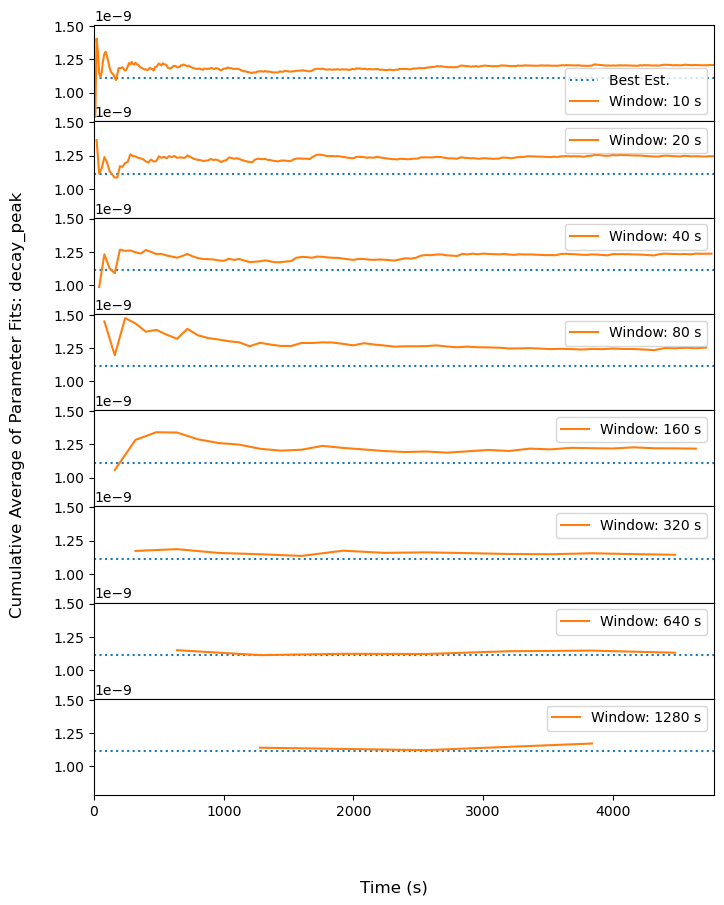 Cumulative Average of Parameter Fits: decay_peak
1e−9
1.50
1.25
1.00
Best Est.
Window: 10 s
1e−9
1.50
1.25
1.00
Window: 20 s
1e−9
1.50
1.25
1.00
Window: 40 s
1e−9
1.50
1.25
1.00
Window: 80 s
1e−9
1.50
1.25
1.00
Window: 160 s
1e−9
1.50
1.25
1.00
Window: 320 s
1e−9
1.50
1.25
1.00
Window: 640 s
1e−9
1.50
1.25
1.00
Window: 1280 s
0 1000 2000 3000 4000
Time (s)